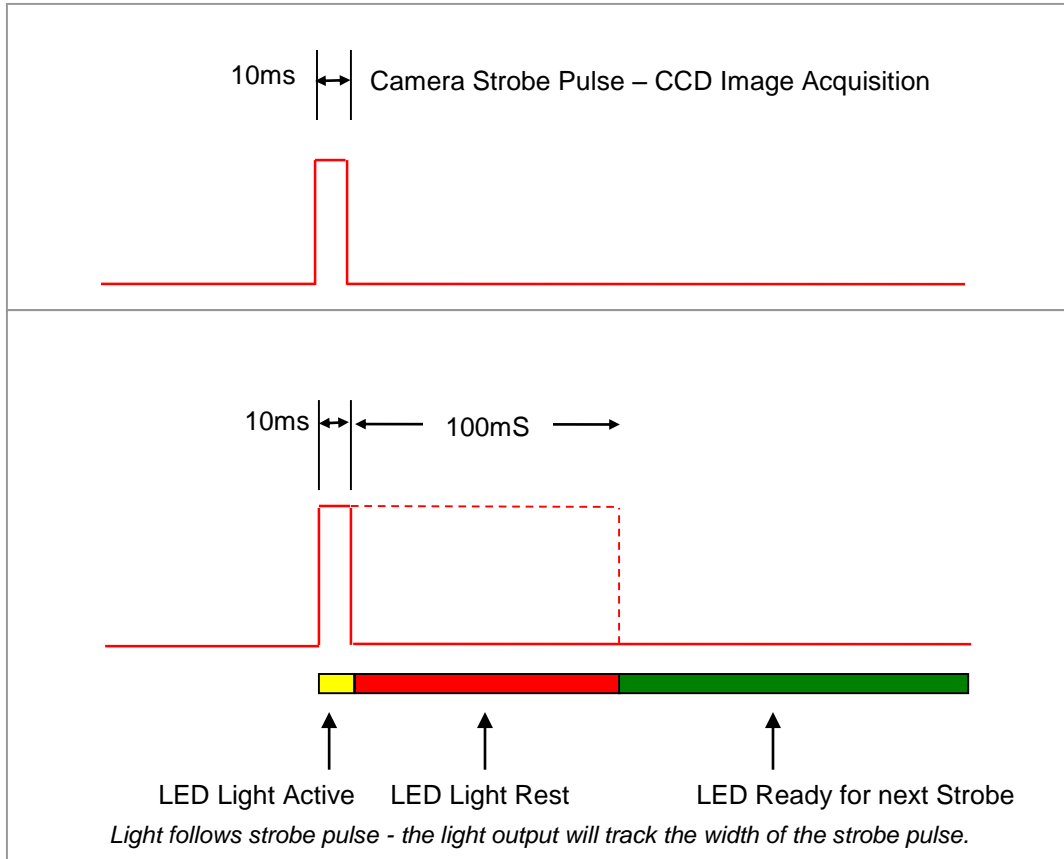 10ms Camera Strobe Pulse – CCD Image Acquisition
10ms 100mS
LED Light Active LED Light Rest LED Ready for next Strobe
Light follows strobe pulse - the light output will track the width of the strobe pulse.